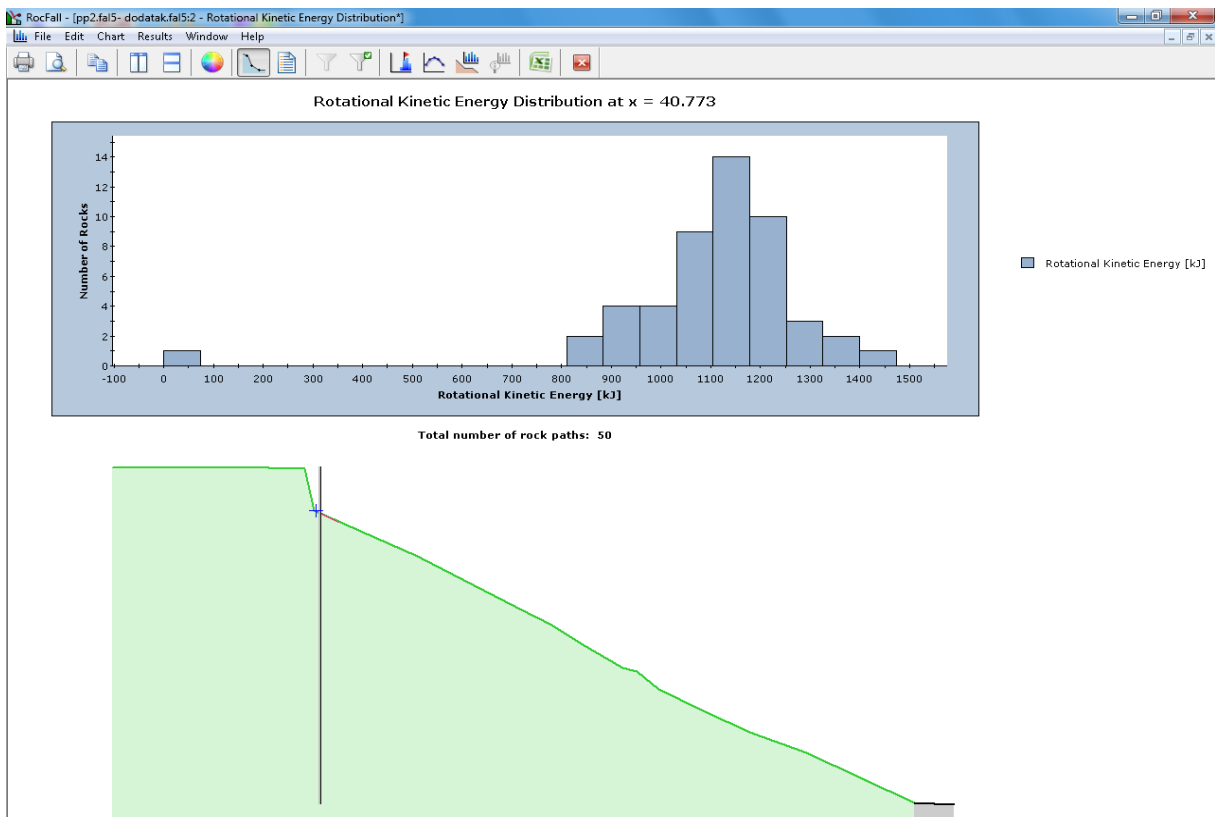 RocFall - [pp2.fal5- dodatak.fal5:2 - Rotational Kinetic Energy Distribution*]
File Edit Chart Results Window Help
Rotational Kinetic Energy Distribution at x = 40.773
14
12
10
8
6
4
2
0
Number of Rocks
-100 0 100 200 300 400 500 600 700 800 900 1000 1100 1200 1300 1400 1500
Rotational Kinetic Energy [kJ]
Rotational Kinetic Energy [kJ]
Total number of rock paths: 50